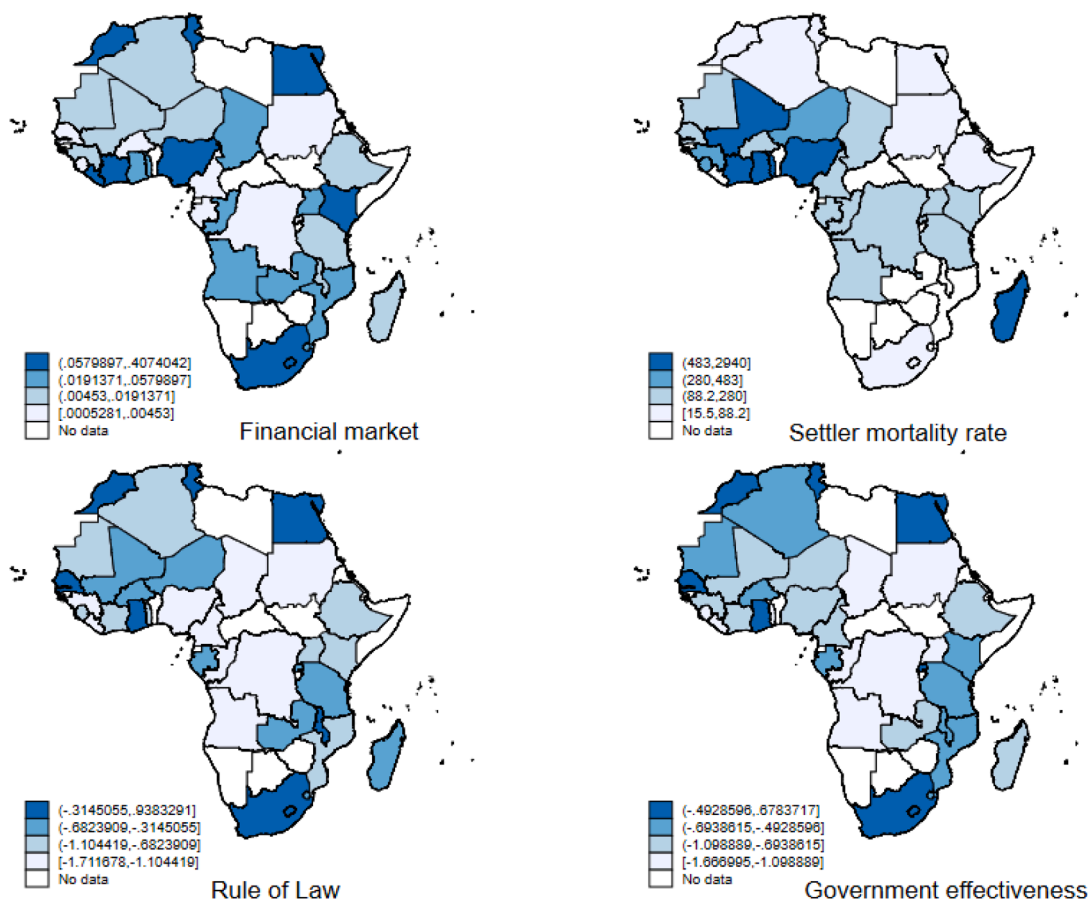 (.0579897,.4074042]
(.0191371,.0579897]
(.00453,.0191371]
[.0005281,.00453]
No data
Financial market
(483,2940]
(280,483]
(88.2,280]
[15.5,88.2]
No data
Settler mortality rate
(-.3145055,.9383291]
(-.6823909,-.3145055]
(-1.104419,-.6823909]
[-1.711678,-1.104419]
No data
Rule of Law
(-.4928596,.6783717]
(-.6938615,-.4928596]
(-1.098889,-.6938615]
[-1.666995,-1.098889]
No data
Government effectiveness